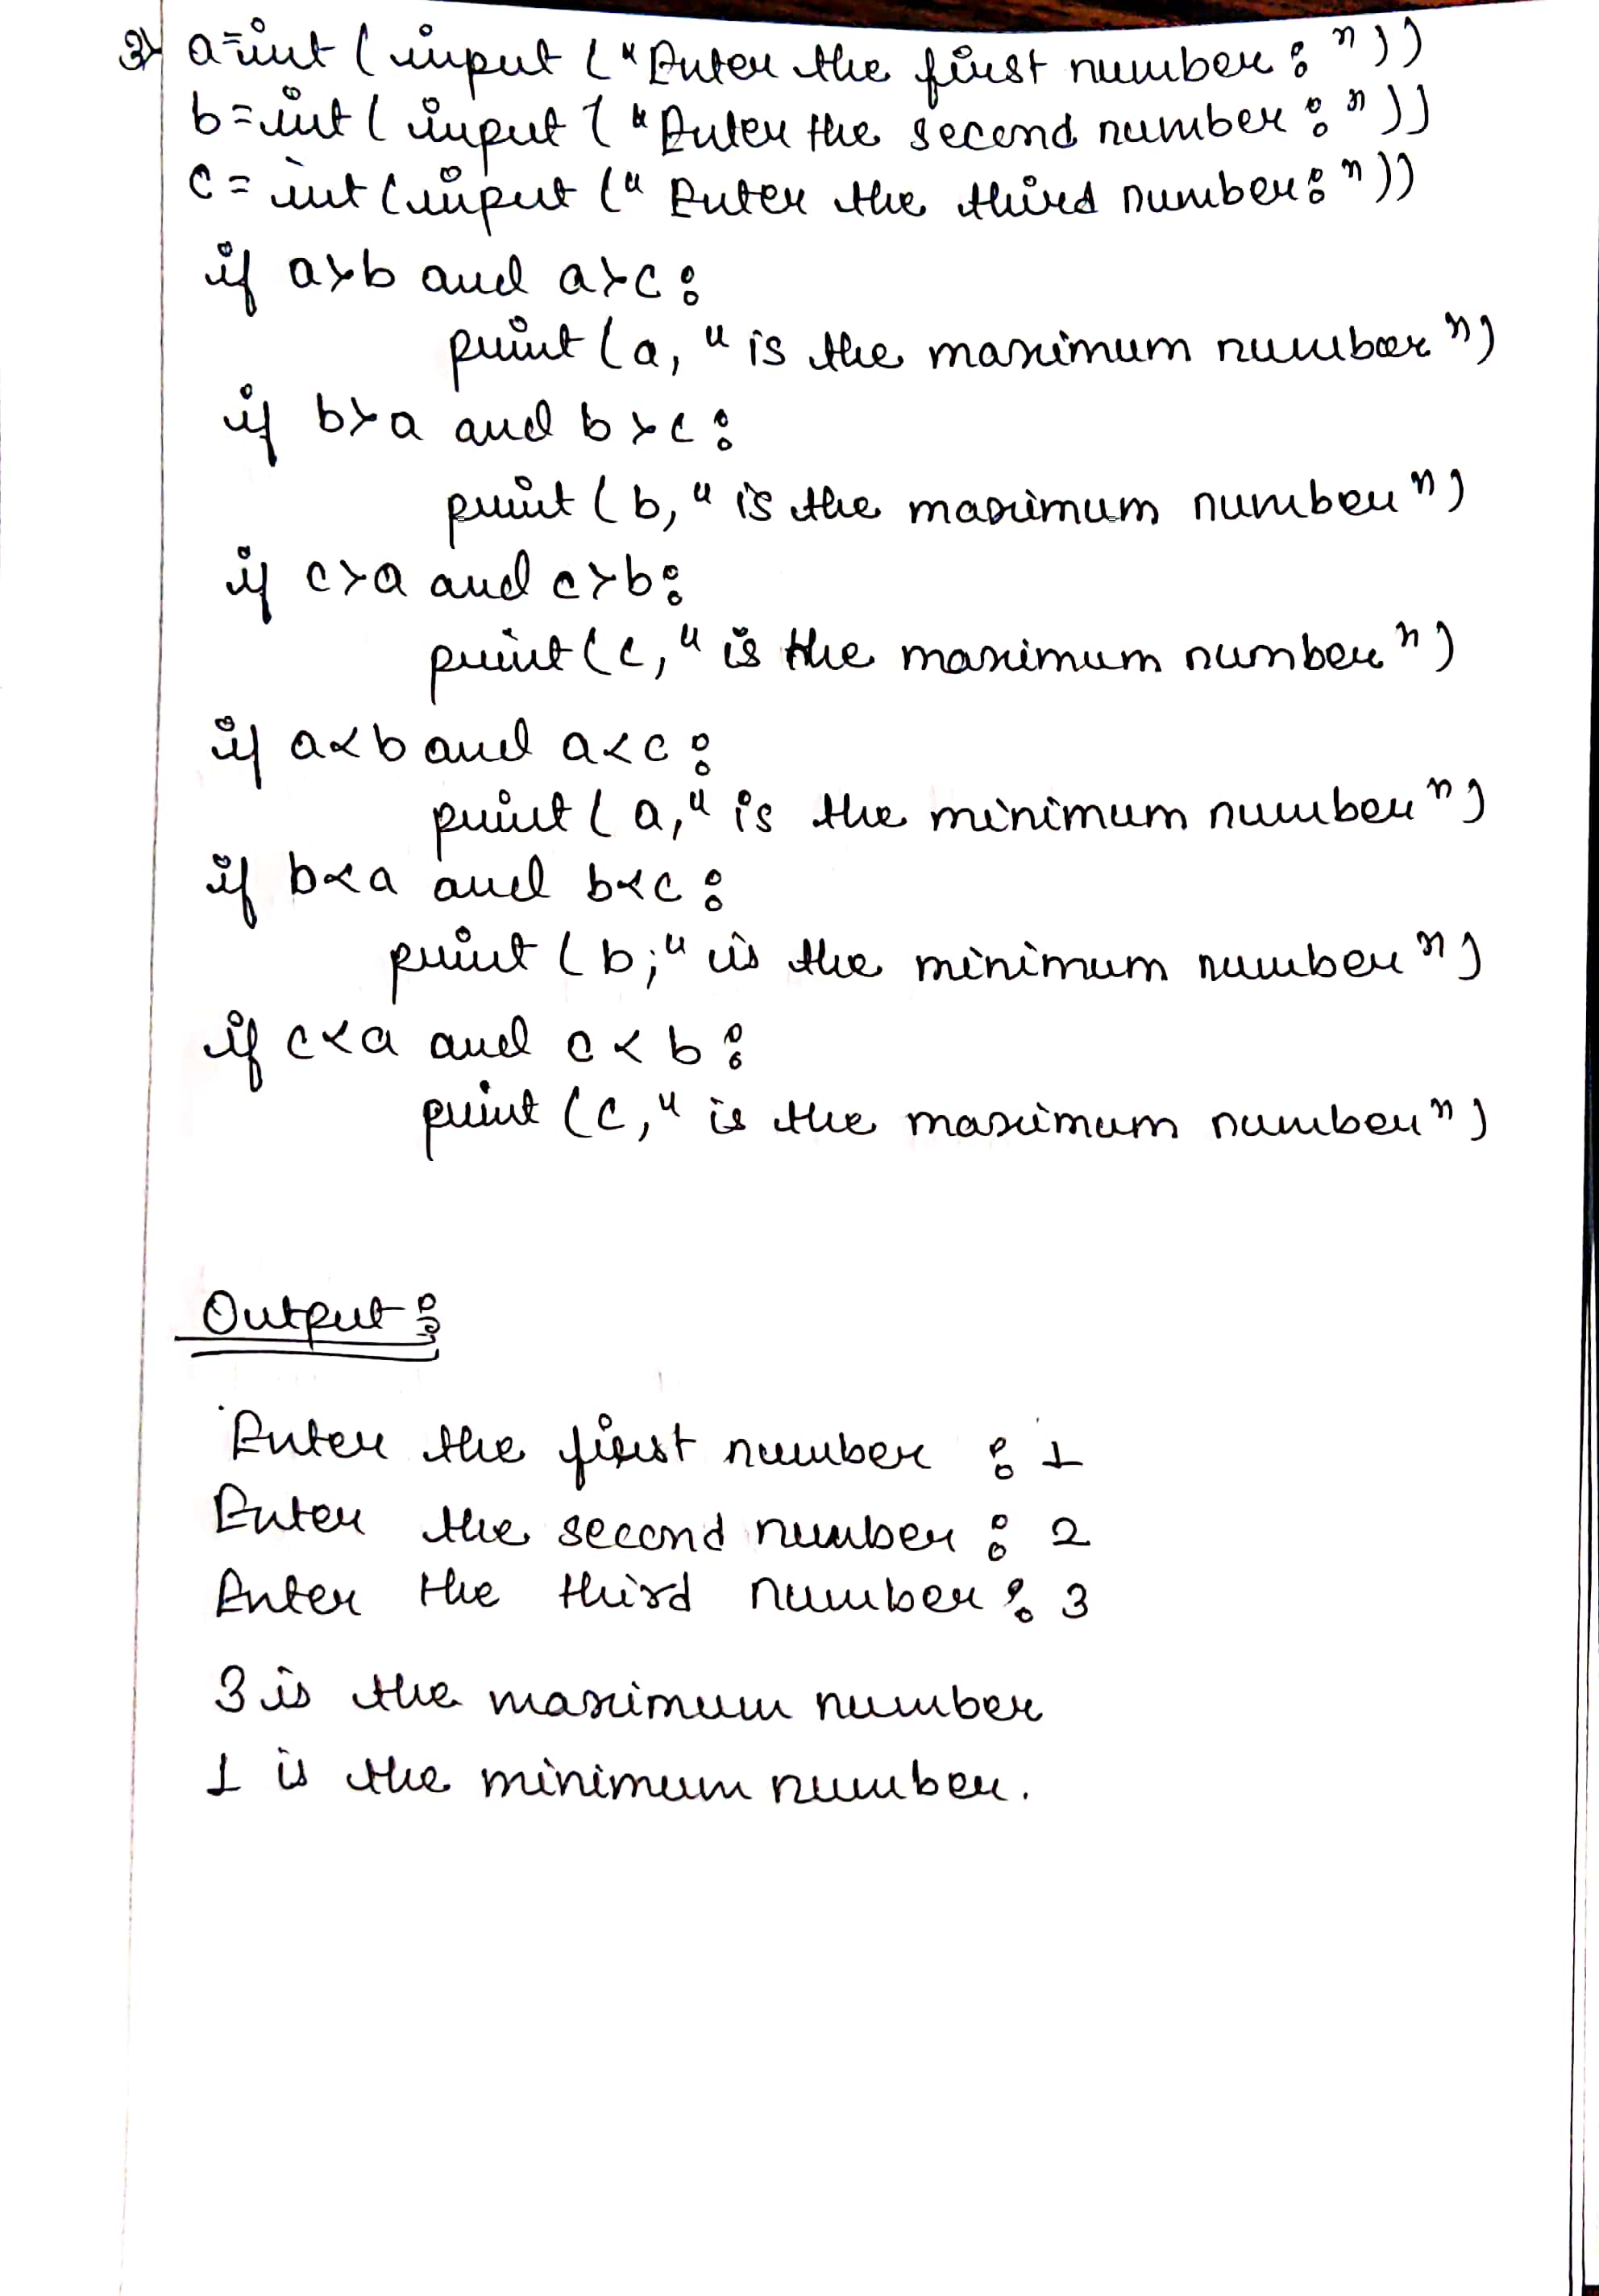 3) a=int(input("Enter the first number:"))
b=int(input("Enter the second number:"))
c=int(input("Enter the third number:"))
if a>b and a>c:
print(a,"is the maximum number")
if b>a and b>c:
print(b,"is the maximum number")
if c>a and c>b:
print(c,"is the maximum number")
if a<b and a<c:
print(a,"is the minimum number")
if b<a and b<c:
print(b;"is the minimum number")
if c<a and c<b:
print(c,"is the maximum number")
Output:
Enter the first number : 1
Enter the second number : 2
Enter the third number : 3
3 is the maximum number
1 is the minimum number.